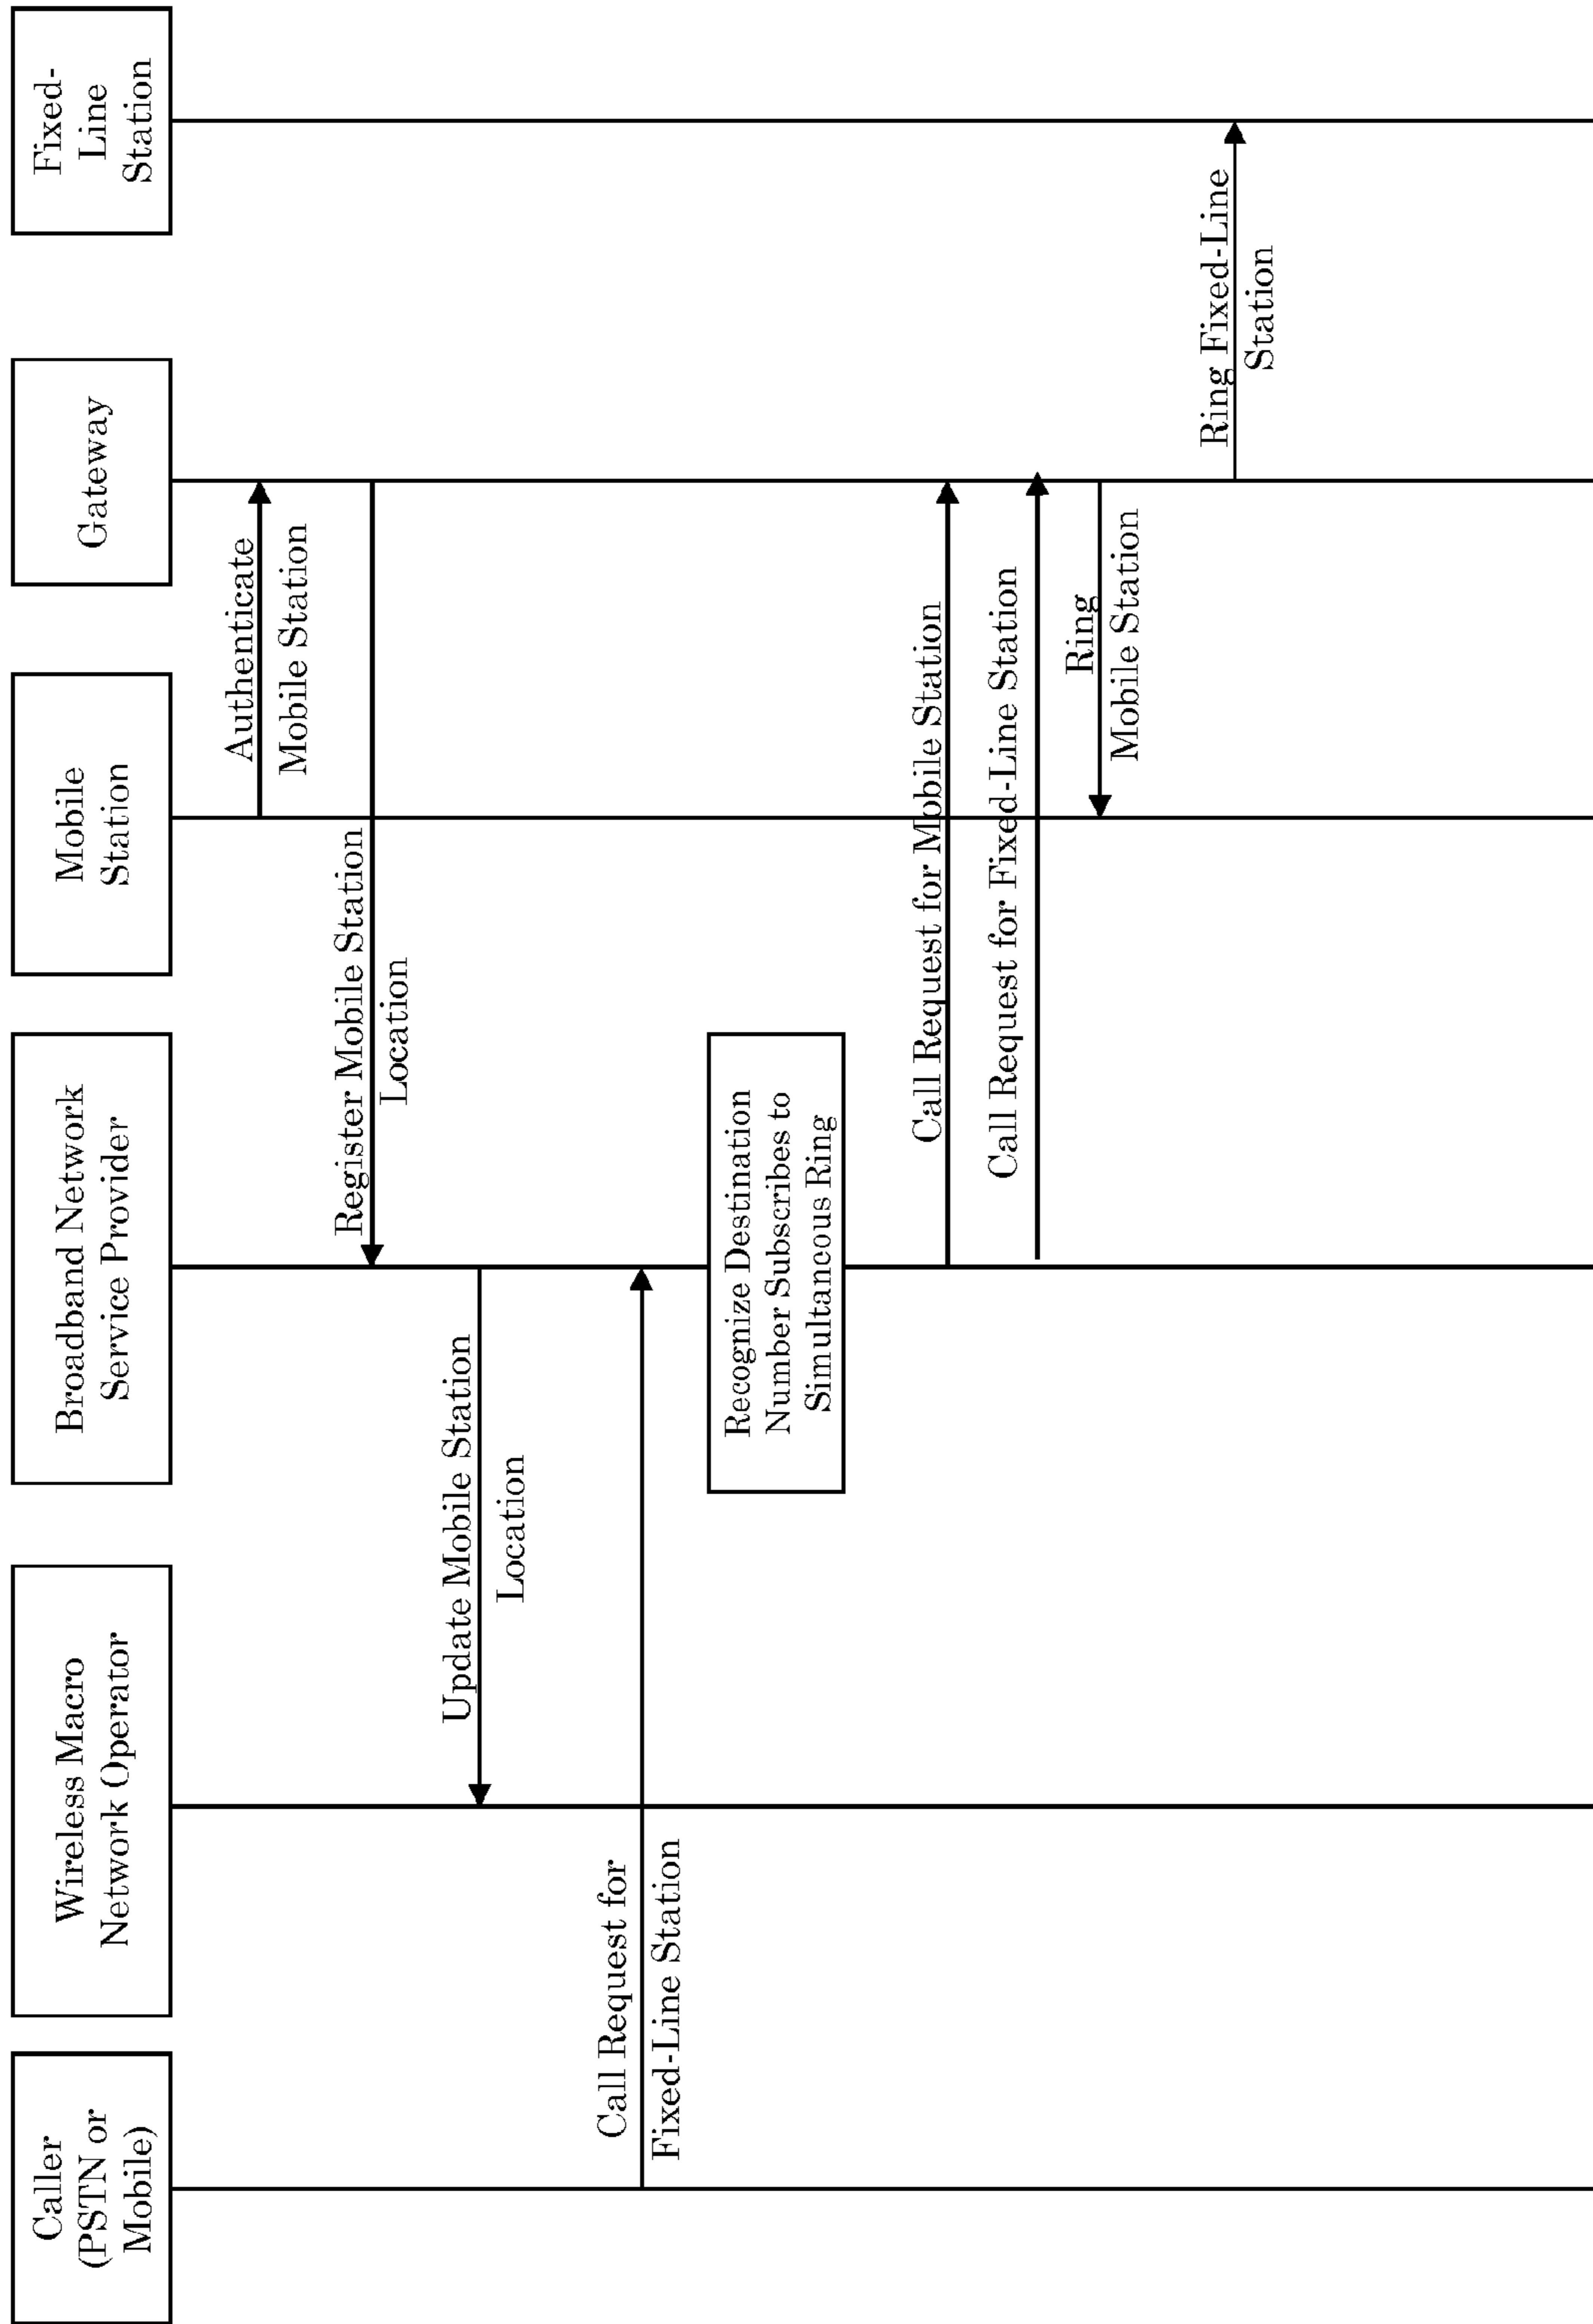 Caller
(PSTN or
Mobile)
Wireless Macro
Network Operator
Broadband Network
Service Provider
Mobile
Station
Gateway
Fixed-
Line
Station
Authenticate
Mobile Station
Register Mobile Station
Location
Update Mobile Station
Location
Call Request for
Fixed-Line Station
Recognize Destination
Number Subscribes to
Simultaneous Ring
Call Request for Mobile Station
Call Request for Fixed-Line Station
Ring
Mobile Station
Ring Fixed-Line
Station